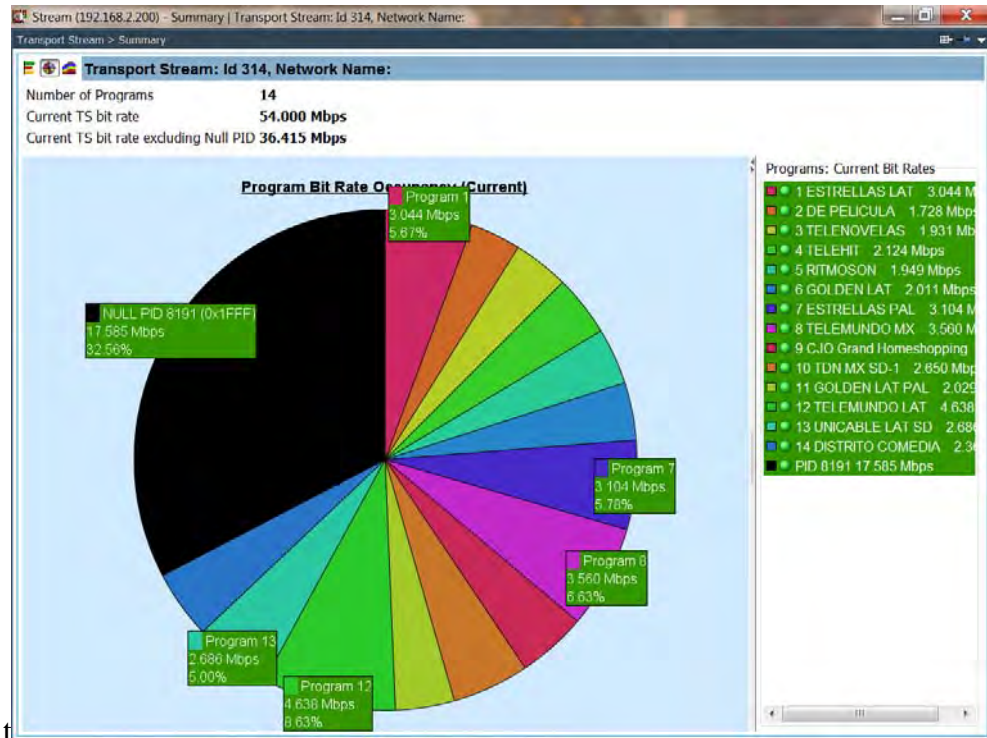 Stream (192.168.2.200) - Summary | Transport Stream: Id 314, Network Name:
Transport Stream > Summary
Transport Stream: Id 314, Network Name:
Number of Programs 14
Current TS bit rate 54.000 Mbps
Current TS bit rate excluding Null PID 36.415 Mbps
Program Bit Rate Occupancy (Current)
Program 1
3.044 Mbps
5.67%
NULL PID 8191 (0x1FFF)
17.585 Mbps
32.56%
Program 7
3.104 Mbps
5.78%
Program 8
3.560 Mbps
6.63%
Program 13
2.686 Mbps
5.00%
Program 12
4.638 Mbps
8.63%
Programs: Current Bit Rates
1 ESTRELLAS LAT 3.044 M
2 DE PELICULA 1.728 Mbps
3 TELENOVELAS 1.931 Mb
4 TELEHIT 2.124 Mbps
5 RITMOSON 1.949 Mbps
6 GOLDEN LAT 2.011 Mbps
7 ESTRELLAS PAL 3.104 M
8 TELEMUNDO MX 3.560 M
9 CJO Grand Homeshopping
10 TDN MX SD-1 2.650 Mbp
11 GOLDEN LAT PAL 2.029
12 TELEMUNDO LAT 4.638
13 UNICABLE LAT SD 2.686
14 DISTRITO COMEDIA 2.3
PID 8191 17.585 Mbps
t